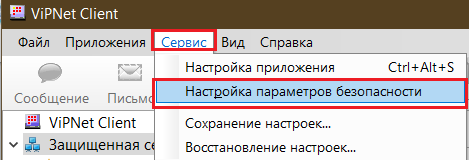 ViPNet Client
Файл Приложения Сервис Вид Справка
Настройка приложения Ctrl+Alt+S
Сообщение Письмо
Настройка параметров безопасности
ViPNet Client
Сохранение настроек...
Защищенная се
Восстановление настроек...